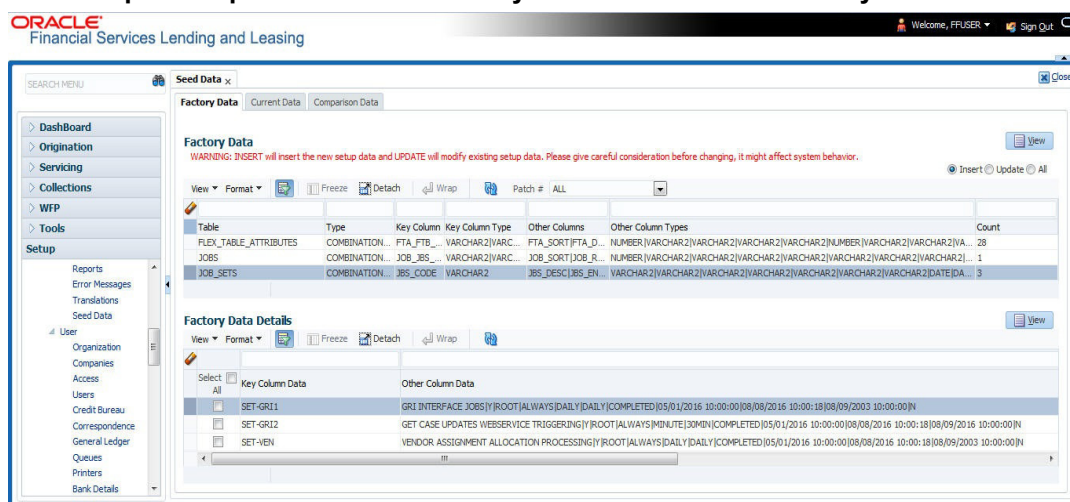 ORACLE
Financial Services Lending and Leasing
Welcome, FFUSER
Sign Out
SEARCH MENU
Seed Data x
Close
Factory Data Current Data Comparison Data
DashBoard
Origination
Servicing
Collections
WFP
Tools
Setup
Reports
Error Messages
Translations
Seed Data
User
Organization
Companies
Access
Users
Credit Bureau
Correspondence
General Ledger
Queues
Printers
Bank Details
Factory Data
View
WARNING: INSERT will insert the new setup data and UPDATE will modify existing setup data. Please give careful consideration before changing, it might affect system behavior.
Insert Update All
View Format Freeze Detach Wrap Patch # ALL
Table Type Key Column Key Column Type Other Columns Other Column Types Count
FLEX_TABLE_ATTRIBUTES COMBINATION... FTA_FTB_... VARCHAR2|VARC... FTA_SORT|FTA_D... NUMBER|VARCHAR2|VARCHAR2|VARCHAR2|VARCHAR2|NUMBER|VARCHAR2|VARCHAR2|VA... 28
JOBS COMBINATION... JOB_JBS_... VARCHAR2|VARC... JOB_SORT|JOB_R... NUMBER|VARCHAR2|VARCHAR2|VARCHAR2|VARCHAR2|VARCHAR2|VARCHAR2|VARCHAR2|... 1
JOB_SETS COMBINATION... JBS_CODE VARCHAR2 JBS_DESC|JBS_EN... VARCHAR2|VARCHAR2|VARCHAR2|VARCHAR2|VARCHAR2|VARCHAR2|VARCHAR2|DATE|DA... 3
Factory Data Details
View
View Format Freeze Detach Wrap
Select All Key Column Data Other Column Data
SET-GRI1 GRI INTERFACE JOBS|Y|ROOT|ALWAYS|DAILY|DAILY|COMPLETED|05/01/2016 10:00:00|08/08/2016 10:00:18|08/09/2003 10:00:00|N
SET-GRI2 GET CASE UPDATES WEBSERVICE TRIGGERING|Y|ROOT|ALWAYS|MINUTE|30MIN|COMPLETED|05/01/2016 10:00:00|08/08/2016 10:00:18|08/09/2003 10:00:00|N
SET-VEN VENDOR ASSIGNMENT ALLOCATION PROCESSING|Y|ROOT|ALWAYS|DAILY|DAILY|COMPLETED|05/01/2016 10:00:00|08/08/2016 10:00:18|08/09/2003 10:00:00|N